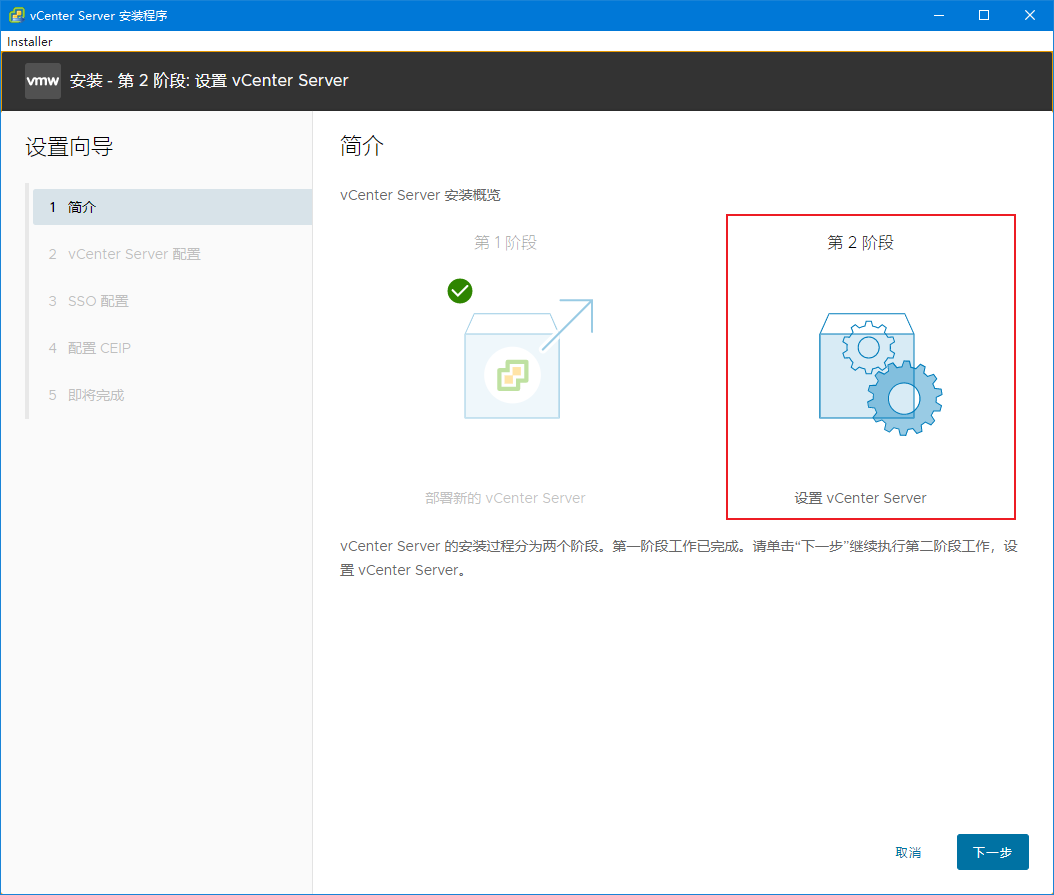 vCenter Server 安装程序
Installer
vmw 安装 - 第 2 阶段: 设置 vCenter Server
设置向导
1 简介
2 vCenter Server 配置
3 SSO 配置
4 配置 CEIP
5 即将完成
简介
vCenter Server 安装概览
第 1 阶段
部署新的 vCenter Server
第 2 阶段
设置 vCenter Server
vCenter Server 的安装过程分为两个阶段。第一阶段工作已完成。请单击“下一步”继续执行第二阶段工作，设
置 vCenter Server。
取消
下一步